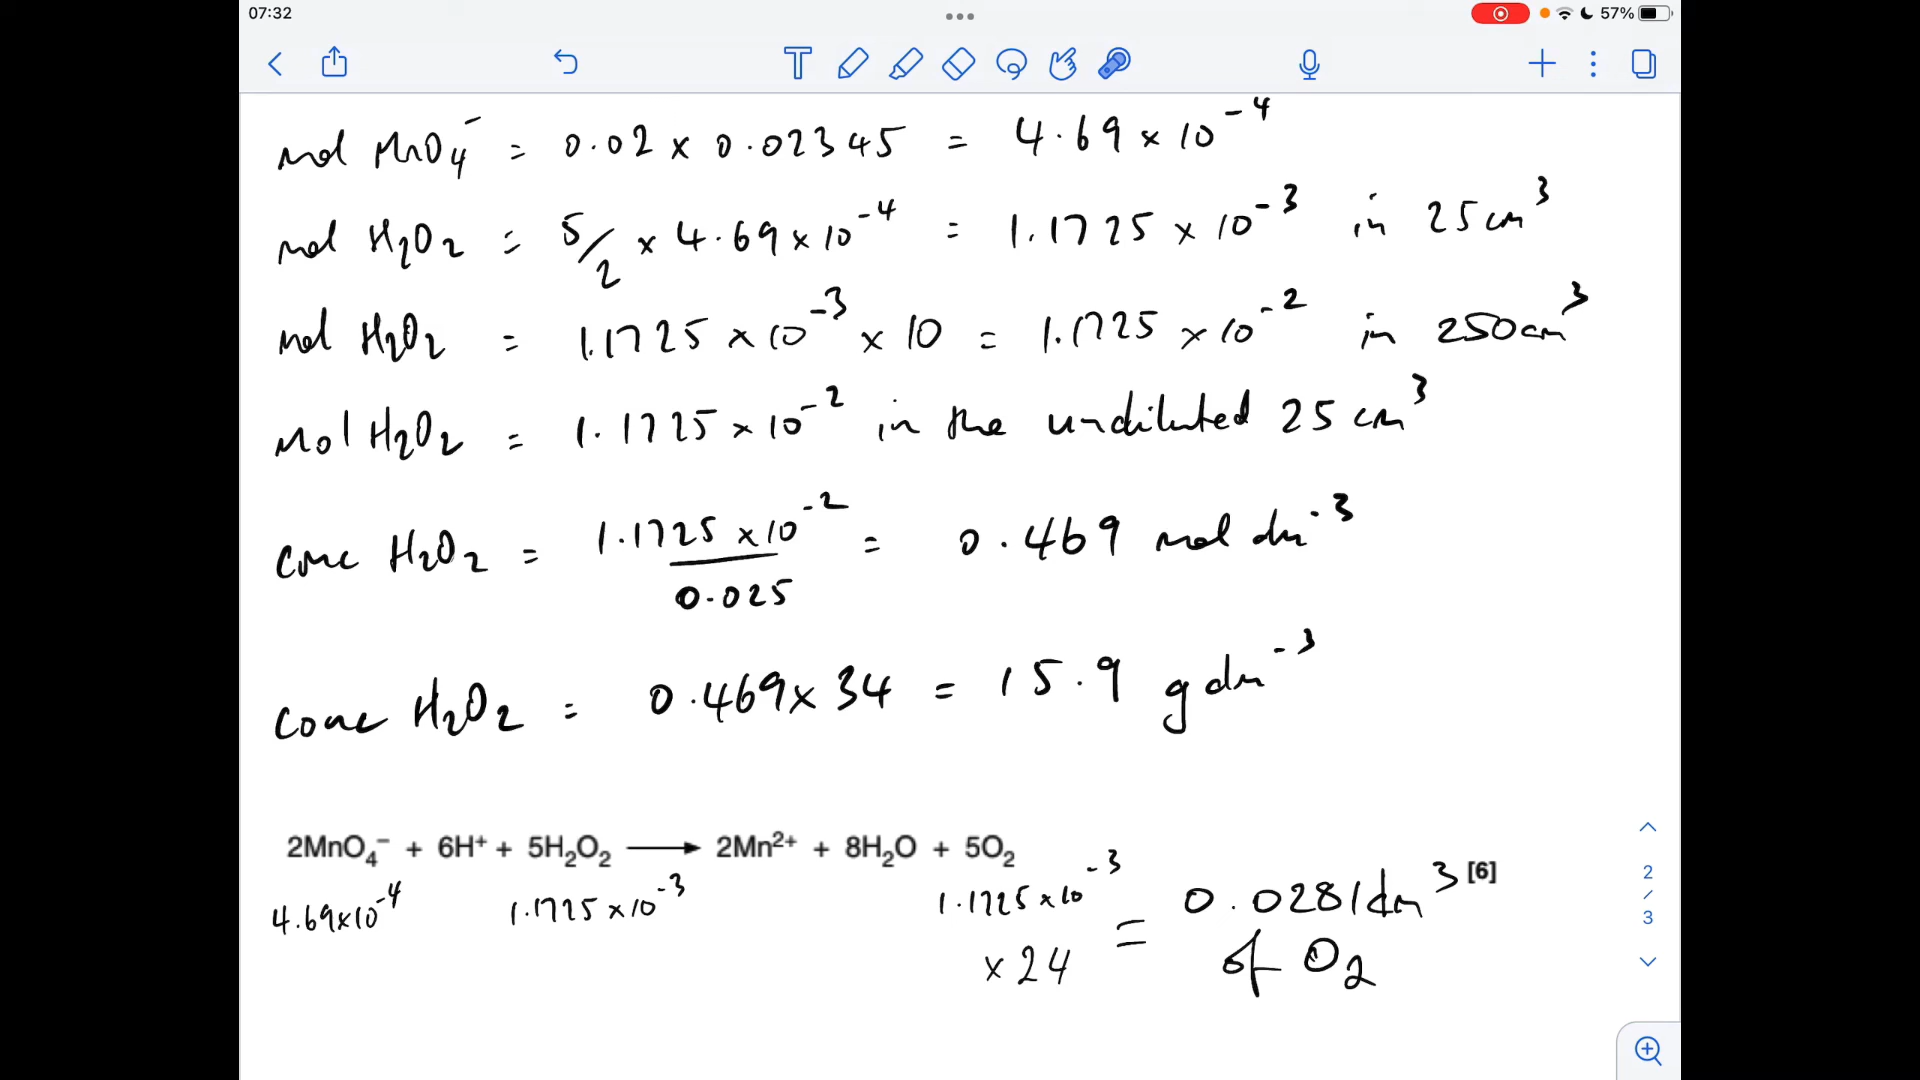 07:32
57%
mol MnO₄⁻ = 0.02 x 0.02345 = 4.69 x 10⁻⁴
mol H₂O₂ = 5/2 x 4.69 x 10⁻⁴ = 1.1725 x 10⁻³ in 25cm³
mol H₂O₂ = 1.1725 x 10⁻³ x 10 = 1.1725 x 10⁻² in 250cm³
Mol H₂O₂ = 1.1725 x 10⁻² in the undiluted 25 cm³
conc H₂O₂ = 1.1725 x 10⁻² / 0.025 = 0.469 mol dm⁻³
conc H₂O₂ = 0.469 x 34 = 15.9 g dm⁻³
2MnO₄⁻ + 6H⁺ + 5H₂O₂ ⟶ 2Mn²⁺ + 8H₂O + 5O₂
4.69x10⁻⁴ 1.1725 x 10⁻³ 1.1725 x 10⁻³ = 0.0281dm³ [6]
x 24 of O₂
2
/
3